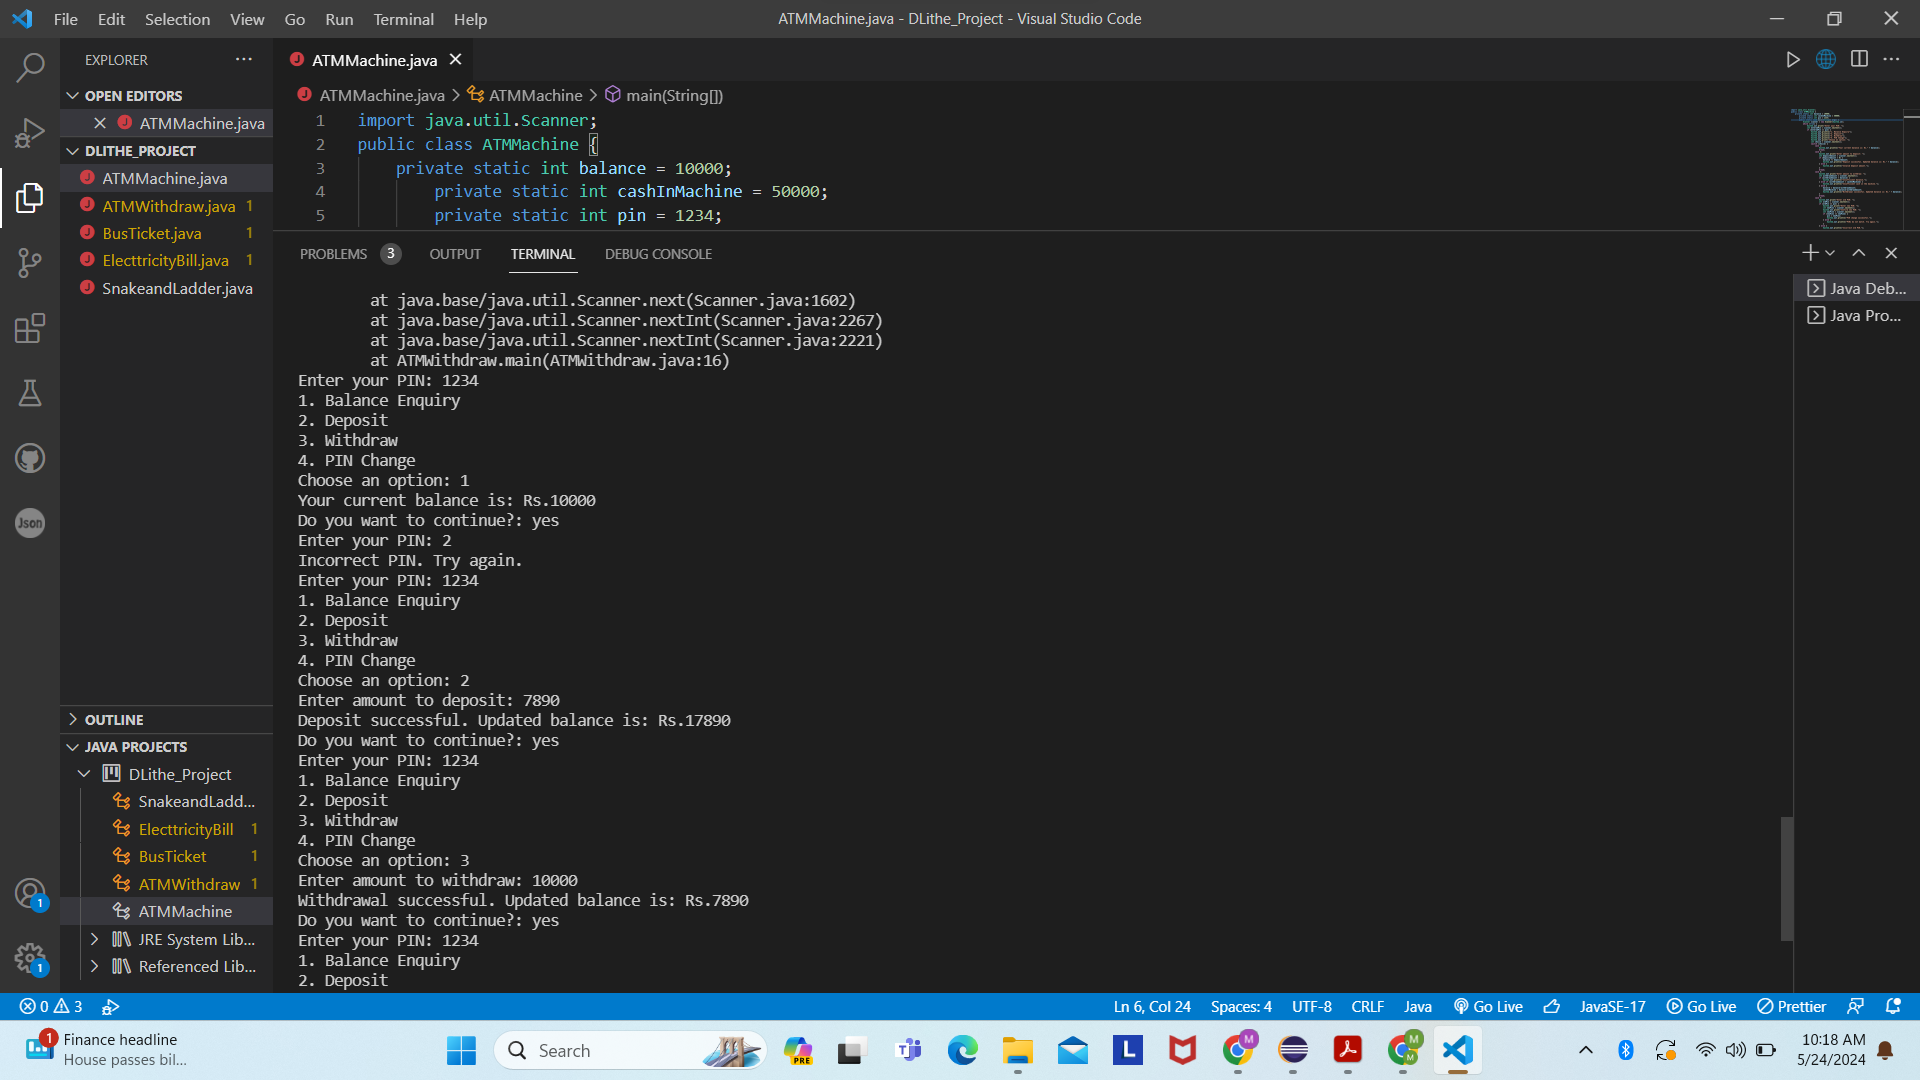 File Edit Selection View Go Run Terminal Help
ATMMachine.java - DLithe_Project - Visual Studio Code
EXPLORER
OPEN EDITORS
ATMMachine.java
DLITHE_PROJECT
ATMMachine.java
ATMWithdraw.java 1
BusTicket.java 1
ElecttricityBill.java 1
SnakeandLadder.java
OUTLINE
JAVA PROJECTS
DLithe_Project
SnakeandLadd...
ElecttricityBill 1
BusTicket 1
ATMWithdraw 1
ATMMachine
JRE System Lib...
Referenced Lib...
Json
1
1
ATMMachine.java
ATMMachine.java > ATMMachine > main(String[])
1 import java.util.Scanner;
2 public class ATMMachine {
3 private static int balance = 10000;
4 private static int cashInMachine = 50000;
5 private static int pin = 1234;
PROBLEMS 3 OUTPUT TERMINAL DEBUG CONSOLE
Java Deb...
Java Pro...
at java.base/java.util.Scanner.next(Scanner.java:1602)
at java.base/java.util.Scanner.nextInt(Scanner.java:2267)
at java.base/java.util.Scanner.nextInt(Scanner.java:2221)
at ATMWithdraw.main(ATMWithdraw.java:16)
Enter your PIN: 1234
1. Balance Enquiry
2. Deposit
3. Withdraw
4. PIN Change
Choose an option: 1
Your current balance is: Rs.10000
Do you want to continue?: yes
Enter your PIN: 2
Incorrect PIN. Try again.
Enter your PIN: 1234
1. Balance Enquiry
2. Deposit
3. Withdraw
4. PIN Change
Choose an option: 2
Enter amount to deposit: 7890
Deposit successful. Updated balance is: Rs.17890
Do you want to continue?: yes
Enter your PIN: 1234
1. Balance Enquiry
2. Deposit
3. Withdraw
4. PIN Change
Choose an option: 3
Enter amount to withdraw: 10000
Withdrawal successful. Updated balance is: Rs.7890
Do you want to continue?: yes
Enter your PIN: 1234
1. Balance Enquiry
2. Deposit
0 3
Ln 6, Col 24 Spaces: 4 UTF-8 CRLF Java Go Live JavaSE-17 Go Live Prettier
1 Finance headline
House passes bil...
Search
PRE
L
M
M
M
10:18 AM
5/24/2024